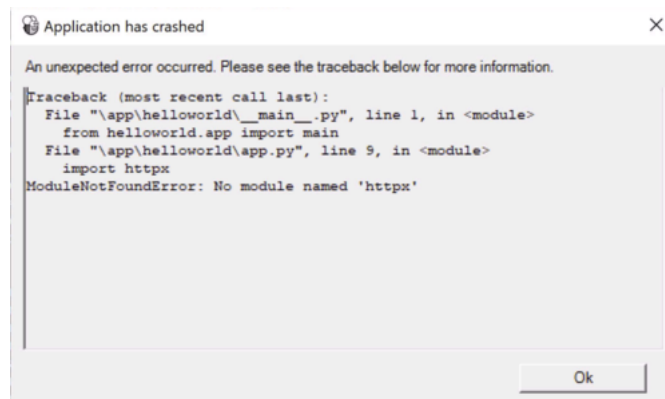 Application has crashed
An unexpected error occurred. Please see the traceback below for more information.
Traceback (most recent call last):
  File "\app\helloworld\__main__.py", line 1, in <module>
    from helloworld.app import main
  File "\app\helloworld\app.py", line 9, in <module>
    import httpx
ModuleNotFoundError: No module named 'httpx'
Ok